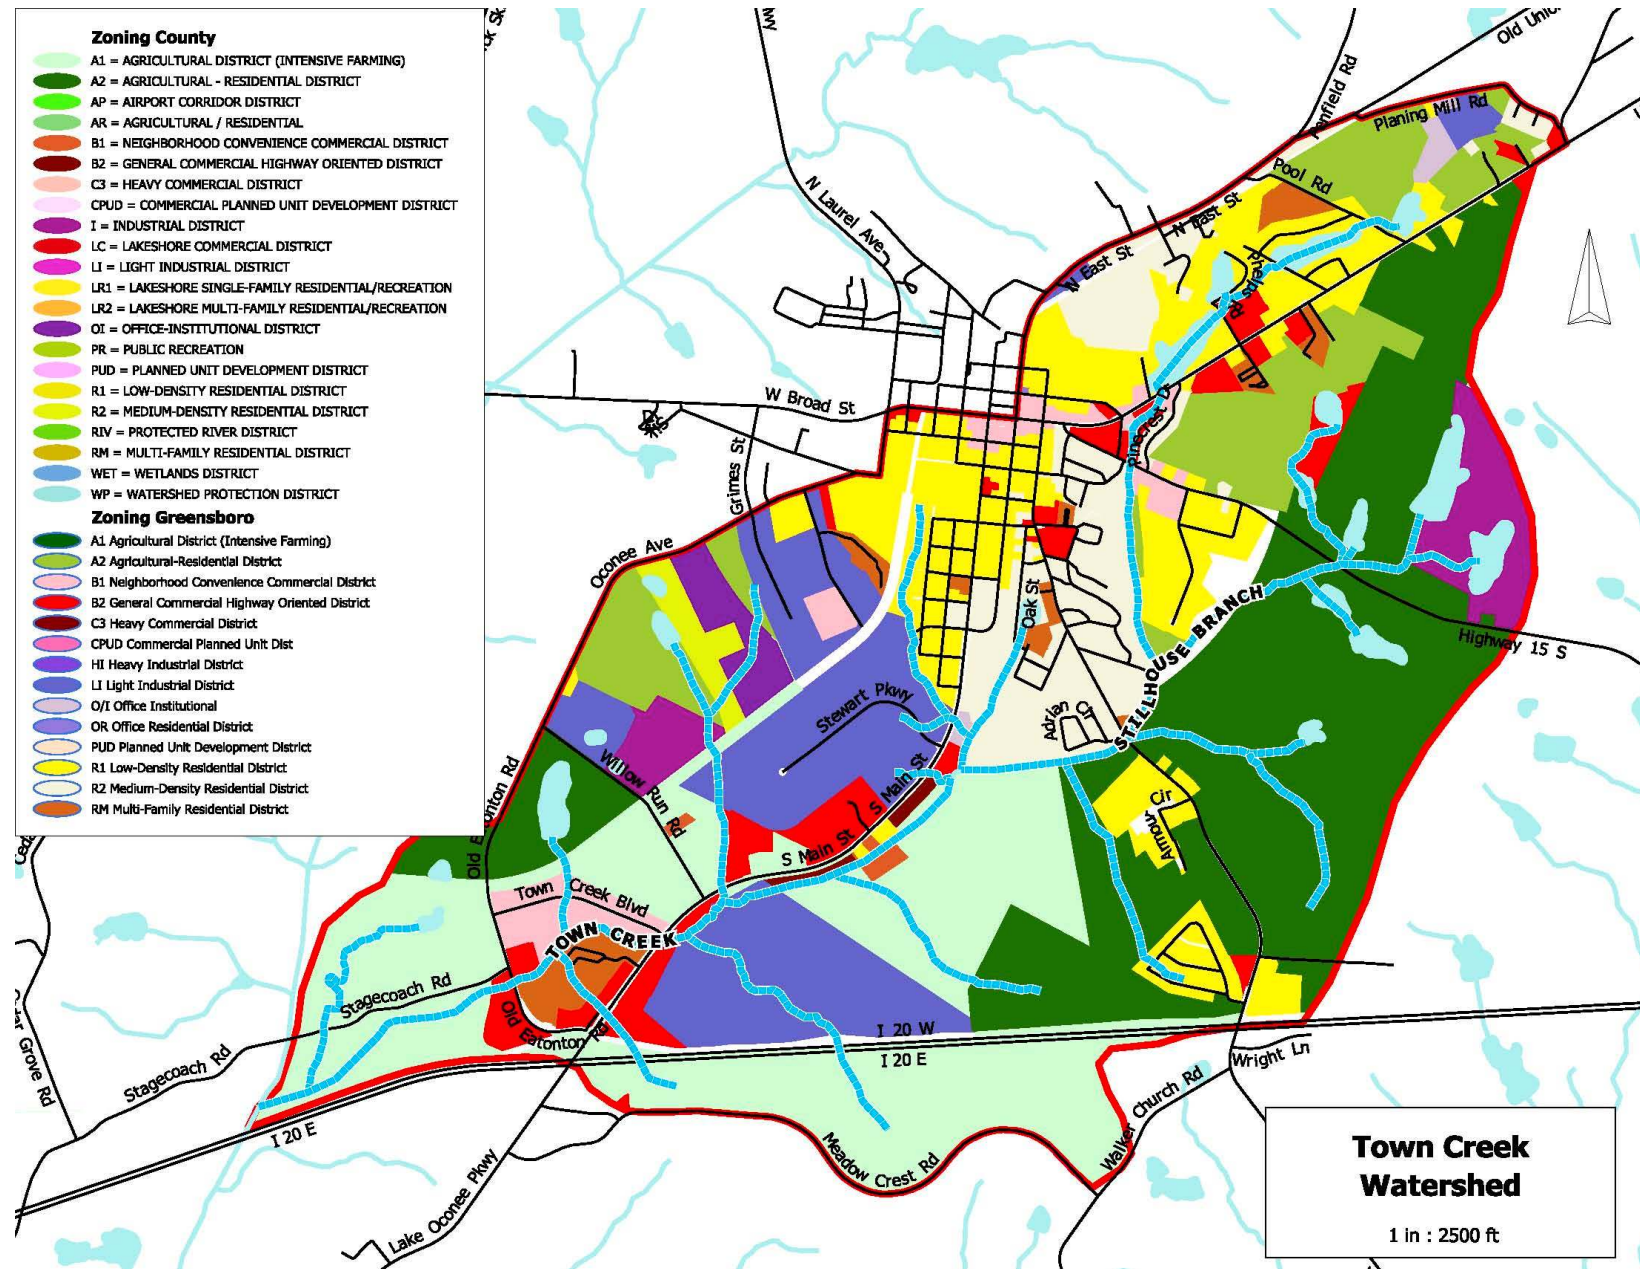 Zoning County
A1 = AGRICULTURAL DISTRICT (INTENSIVE FARMING)
A2 = AGRICULTURAL - RESIDENTIAL DISTRICT
AP = AIRPORT CORRIDOR DISTRICT
AR = AGRICULTURAL / RESIDENTIAL
B1 = NEIGHBORHOOD CONVENIENCE COMMERCIAL DISTRICT
B2 = GENERAL COMMERCIAL HIGHWAY ORIENTED DISTRICT
C3 = HEAVY COMMERCIAL DISTRICT
CPUD = COMMERCIAL PLANNED UNIT DEVELOPMENT DISTRICT
I = INDUSTRIAL DISTRICT
LC = LAKESHORE COMMERCIAL DISTRICT
LI = LIGHT INDUSTRIAL DISTRICT
LR1 = LAKESHORE SINGLE-FAMILY RESIDENTIAL/RECREATION
LR2 = LAKESHORE MULTI-FAMILY RESIDENTIAL/RECREATION
OI = OFFICE-INSTITUTIONAL DISTRICT
PR = PUBLIC RECREATION
PUD = PLANNED UNIT DEVELOPMENT DISTRICT
R1 = LOW-DENSITY RESIDENTIAL DISTRICT
R2 = MEDIUM-DENSITY RESIDENTIAL DISTRICT
RIV = PROTECTED RIVER DISTRICT
RM = MULTI-FAMILY RESIDENTIAL DISTRICT
WET = WETLANDS DISTRICT
WP = WATERSHED PROTECTION DISTRICT
Zoning Greensboro
A1 Agricultural District (Intensive Farming)
A2 Agricultural-Residential District
B1 Neighborhood Convenience Commercial District
B2 General Commercial Highway Oriented District
C3 Heavy Commercial District
CPUD Commercial Planned Unit Dist
HI Heavy Industrial District
LI Light Industrial District
O/I Office Institutional
OR Office Residential District
PUD Planned Unit Development District
R1 Low-Density Residential District
R2 Medium-Density Residential District
RM Multi-Family Residential District
Penfield Rd
Planing Mill Rd
Pool Rd
N Laurel Ave
N East St
N East St
Phelps Rd
W Broad St
Pinecrest Dr
Grimes St
Oconee Ave
Oak St
STILLHOUSE BRANCH
Highway 15 S
Stewart Pkwy
Adrian Cir
Willow Run Rd
S Main St
S Main St
Armour Cir
Town Creek Blvd
TOWN CREEK
Stagecoach Rd
Old Eatonton Rd
I 20 W
I 20 E
Stagecoach Rd
I 20 E
Wright Ln
Walker Church Rd
Meadow Crest Rd
Lake Oconee Pkwy
Town Creek
Watershed
1 in : 2500 ft